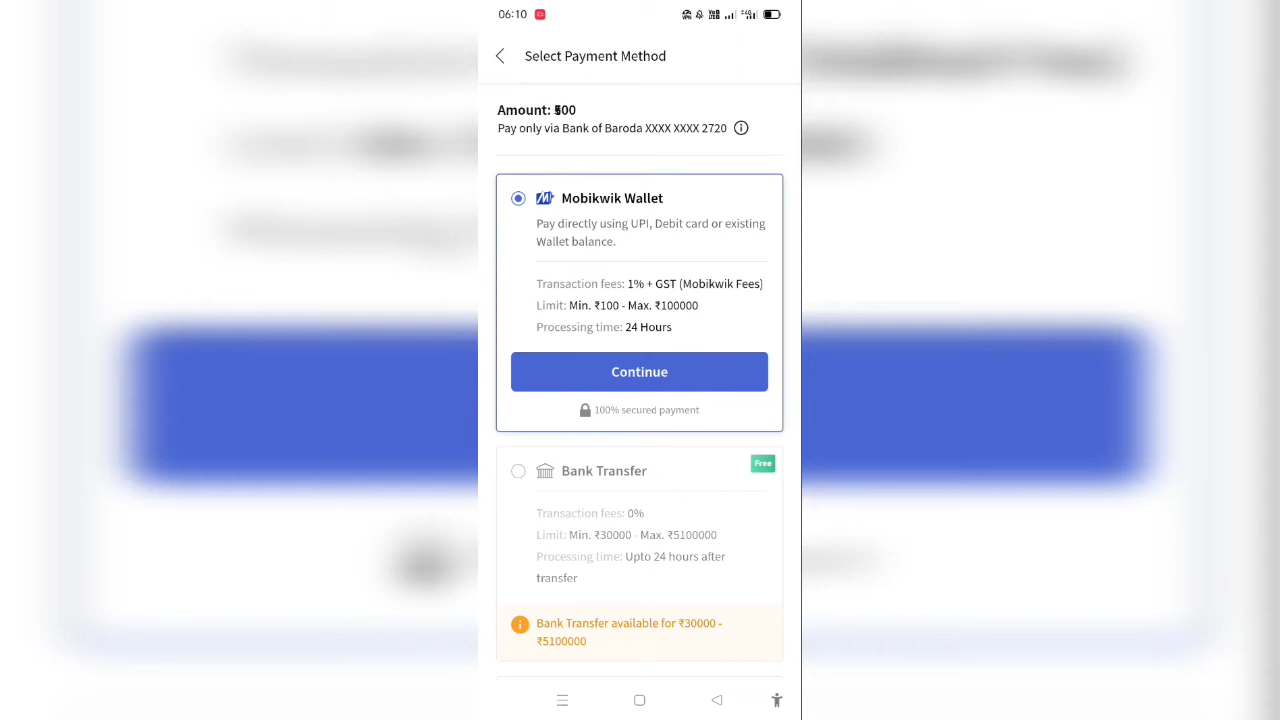 06:10
Select Payment Method
Amount: ₹500
Pay only via Bank of Baroda XXXX XXXX 2720
Mobikwik Wallet
Pay directly using UPI, Debit card or existing
Wallet balance.
Transaction fees: 1% + GST (Mobikwik Fees)
Limit: Min. ₹100 - Max. ₹100000
Processing time: 24 Hours
Continue
100% secured payment
Bank Transfer
Free
Transaction fees: 0%
Limit: Min. ₹30000 - Max. ₹5100000
Processing time: Upto 24 hours after
transfer
Bank Transfer available for ₹30000 -
₹5100000